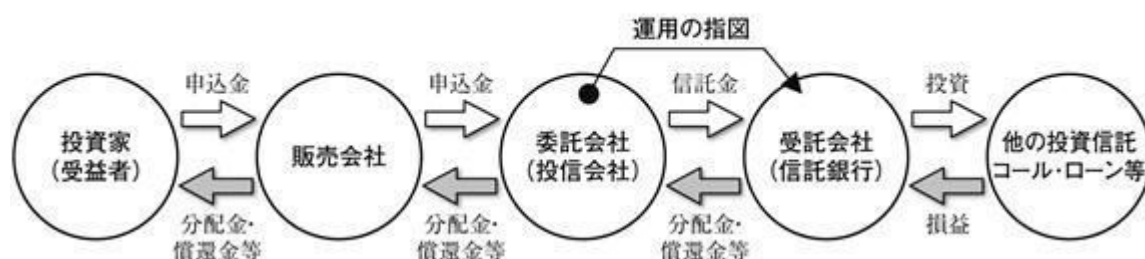 運用の指図
申込金
申込金
信託金
投資
投資家
(受益者)
販売会社
委託会社
(投信会社)
受託会社
(信託銀行)
他の投資信託
コール・ローン等
分配金・
償還金等
分配金・
償還金等
分配金・
償還金等
損益